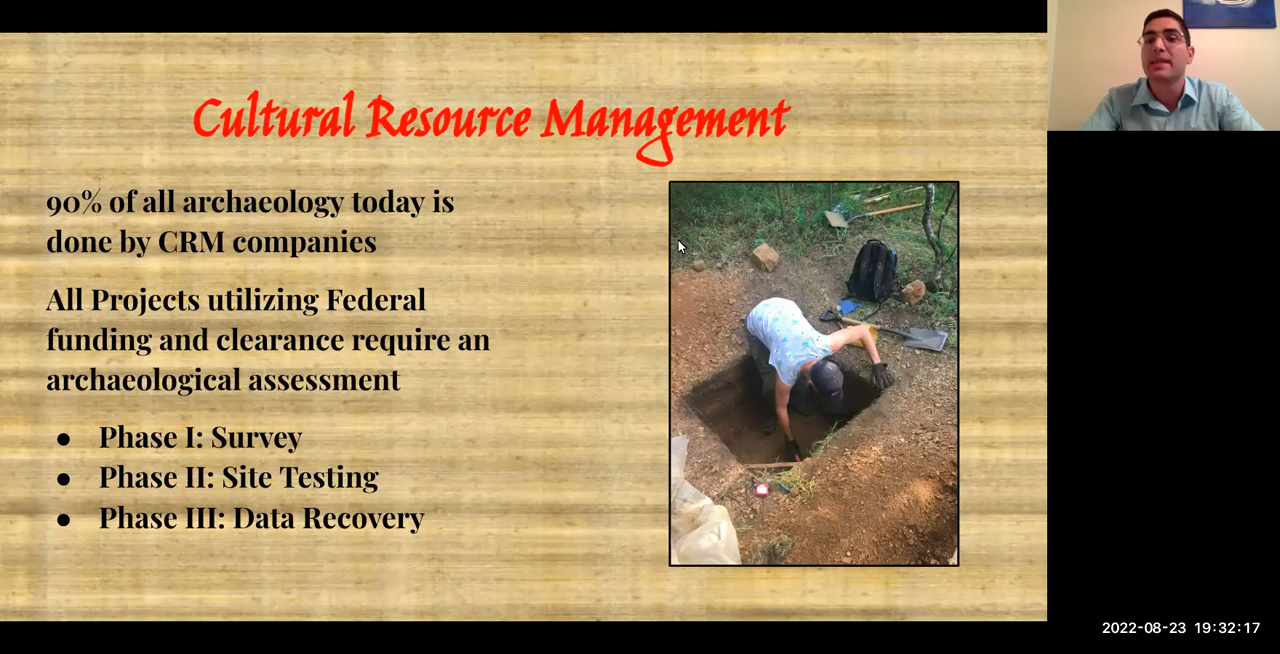 Cultural Resource Management
90% of all archaeology today is
done by CRM companies
All Projects utilizing Federal
funding and clearance require an
archaeological assessment
● Phase I: Survey
● Phase II: Site Testing
● Phase III: Data Recovery
2022-08-23 19:32:17